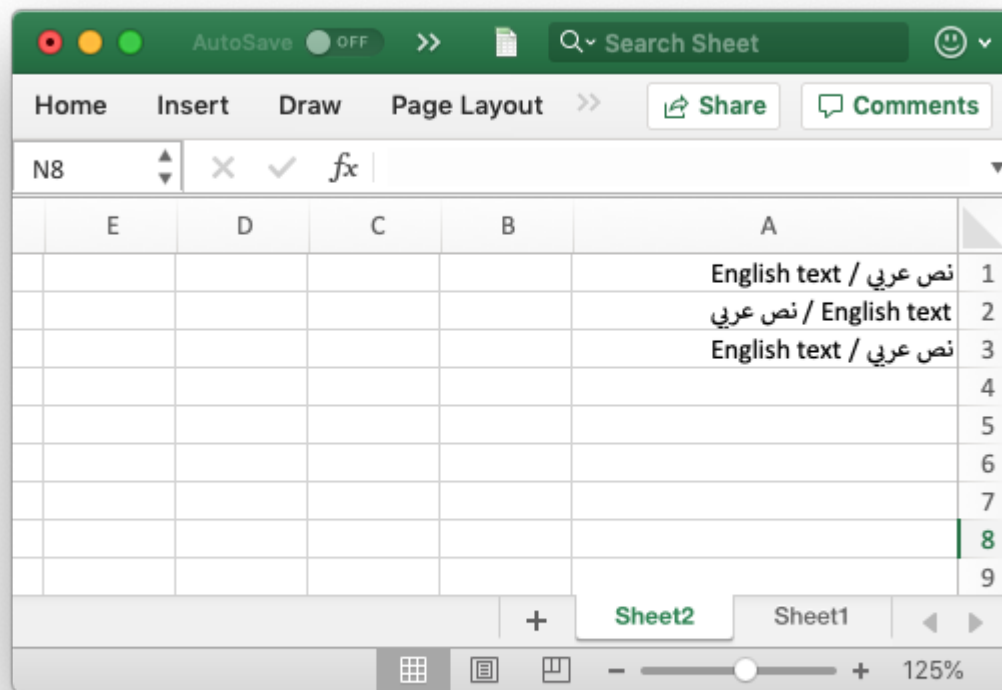 AutoSave OFF Search Sheet
Home Insert Draw Page Layout Share Comments
N8 fx
E D C B A
نص عربي / English text 1
نص عربي / English text 2
نص عربي / English text 3
4
5
6
7
8
9
+ Sheet2 Sheet1
− + 125%